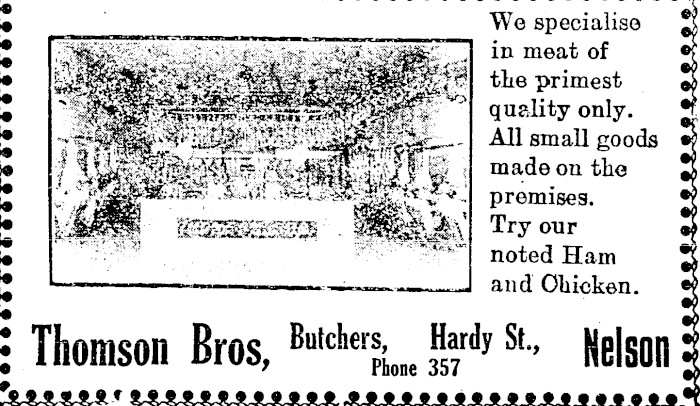 We specialise
in meat of
the primest
quality only.
All small goods
made on the
premises.
Try our
noted Ham
and Chicken.
Thomson Bros, Butchers, Hardy St., Nelson
Phone 357